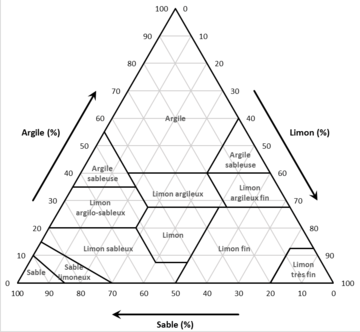 100 0
90 10
80 20
70 30
60 Argile 40
Argile (%) Limon (%)
50 50
Argile
sableuse
Argile
sableuse
40 60
Limon argileux
Limon
argileux fin
30 70
Limon
argilo-sableux
20 80
Limon
Limon sableux
Limon fin
10 90
Sable
Sable
limoneux
Limon
très fin
0 100
100 90 80 70 60 50 40 30 20 10 0
Sable (%)